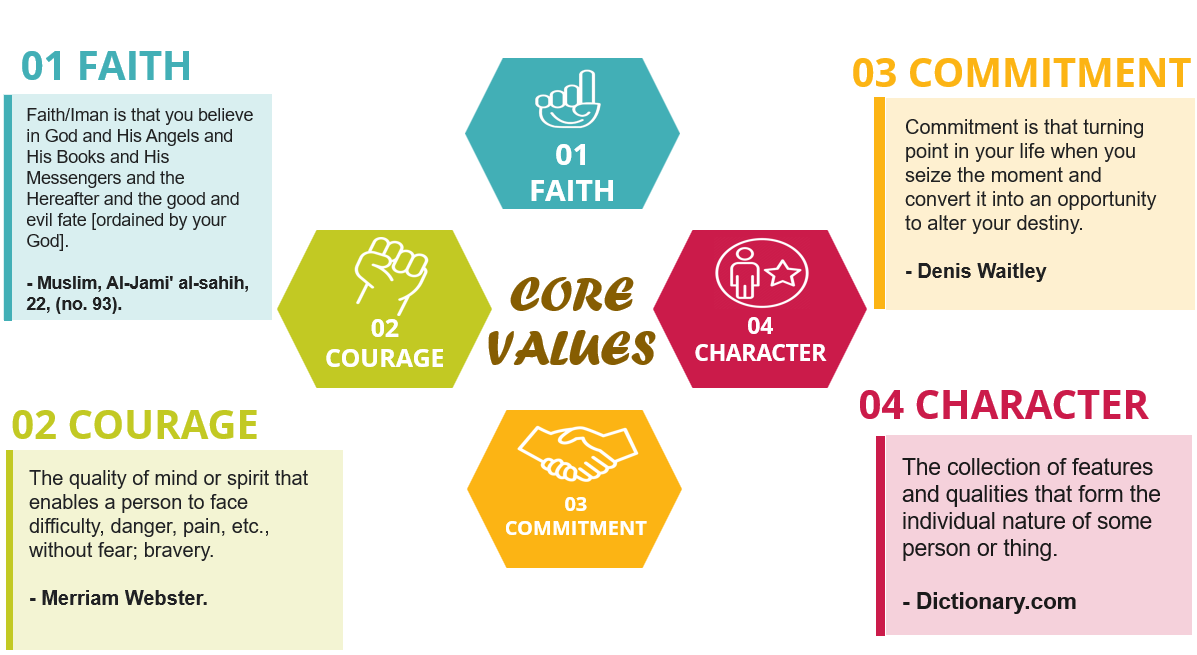 01 FAITH
Faith/Iman is that you believe
in God and His Angels and
His Books and His
Messengers and the
Hereafter and the good and
evil fate [ordained by your
God].
- Muslim, Al-Jami' al-sahih,
22, (no. 93).
02 COURAGE
The quality of mind or spirit that
enables a person to face
difficulty, danger, pain, etc.,
without fear; bravery.
- Merriam Webster.
01
FAITH
02
COURAGE
CORE
VALUES
04
CHARACTER
03
COMMITMENT
03 COMMITMENT
Commitment is that turning
point in your life when you
seize the moment and
convert it into an opportunity
to alter your destiny.
- Denis Waitley
04 CHARACTER
The collection of features
and qualities that form the
individual nature of some
person or thing.
- Dictionary.com